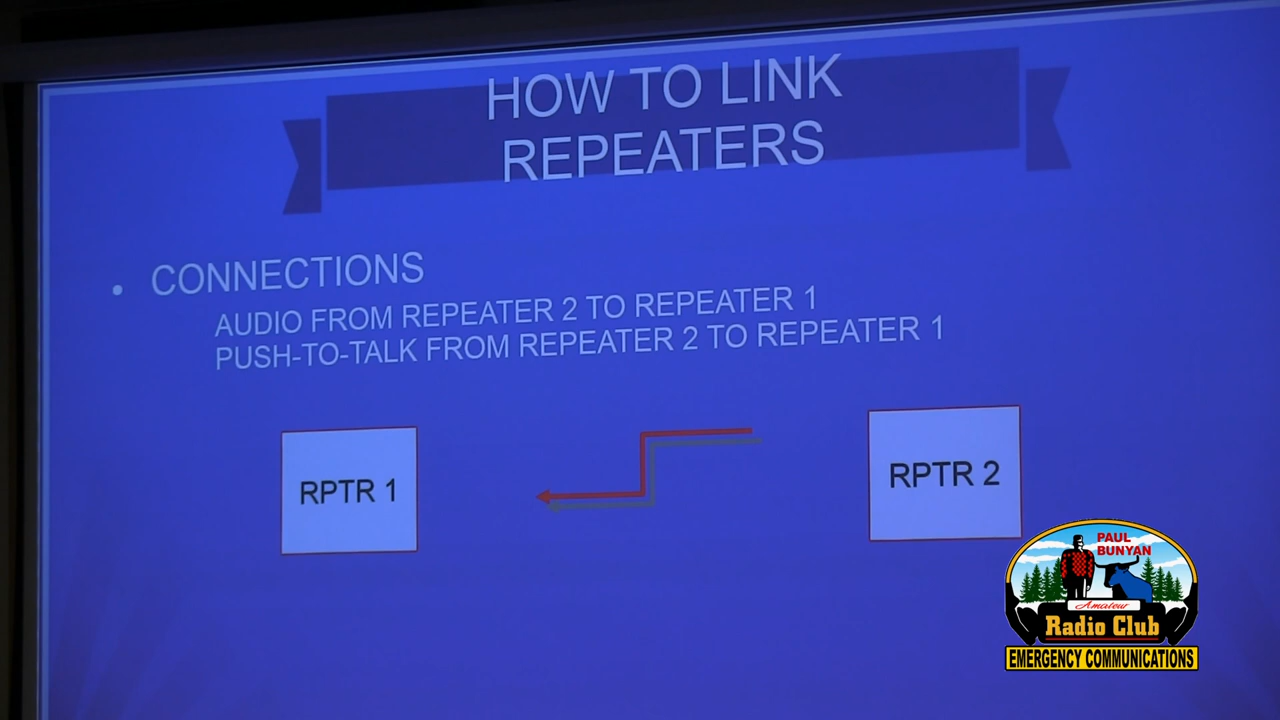 HOW TO LINK
REPEATERS
• CONNECTIONS
AUDIO FROM REPEATER 2 TO REPEATER 1
PUSH-TO-TALK FROM REPEATER 2 TO REPEATER 1
RPTR 1
RPTR 2
PAUL
BUNYAN
Amateur
Radio Club
EMERGENCY COMMUNICATIONS